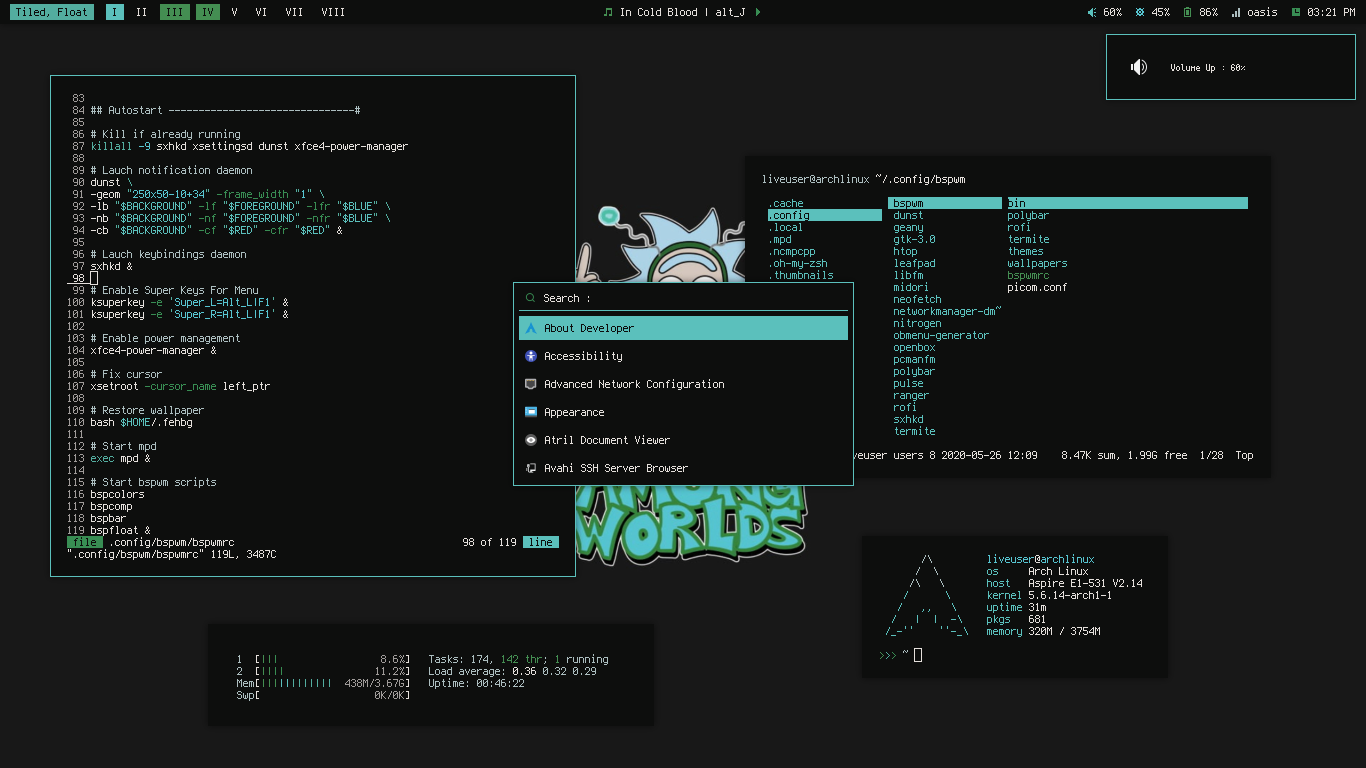 Tiled, Float I II III IV V VI VII VIII
In Cold Blood | alt_J
60% 45% 86% oasis 03:21 PM
Volume Up : 60%
83
84 ## Autostart -------------------------------#
85
86 # Kill if already running
87 killall -9 sxhkd xsettingsd dunst xfce4-power-manager
88
89 # Lauch notification daemon
90 dunst \
91 -geom "250x50-10+34" -frame_width "1" \
92 -lb "$BACKGROUND" -lf "$FOREGROUND" -lfr "$BLUE" \
93 -nb "$BACKGROUND" -nf "$FOREGROUND" -nfr "$BLUE" \
94 -cb "$BACKGROUND" -cf "$RED" -cfr "$RED" &
95
96 # Lauch keybindings daemon
97 sxhkd &
98
99 # Enable Super Keys For Menu
100 ksuperkey -e 'Super_L=Alt_L|F1' &
101 ksuperkey -e 'Super_R=Alt_L|F1' &
102
103 # Enable power management
104 xfce4-power-manager &
105
106 # Fix cursor
107 xsetroot -cursor_name left_ptr
108
109 # Restore wallpaper
110 bash $HOME/.fehbg
111
112 # Start mpd
113 exec mpd &
114
115 # Start bspwm scripts
116 bspcolors
117 bspcomp
118 bspbar
119 bspfloat &
file .config/bspwm/bspwmrc 98 of 119 line
".config/bspwm/bspwmrc" 119L, 3487C
liveuser@archlinux ~/.config/bspwm
.cache
.config
.local
.mpd
.ncmpcpp
.oh-my-zsh
.thumbnails
bspwm
dunst
geany
gtk-3.0
htop
leafpad
libfm
midori
neofetch
networkmanager-dm~
nitrogen
obmenu-generator
openbox
pcmanfm
polybar
pulse
ranger
rofi
sxhkd
termite
bin
polybar
rofi
termite
themes
wallpapers
bspwmrc
picom.conf
users 8 2020-05-26 12:09 8.47K sum, 1.99G free 1/28 Top
Search :
About Developer
Accessibility
Advanced Network Configuration
Appearance
Atril Document Viewer
Avahi SSH Server Browser
AMONG
WORLDS
liveuser@archlinux
os Arch Linux
host Aspire E1-531 V2.14
kernel 5.6.14-arch1-1
uptime 31m
pkgs 681
memory 320M / 3754M
>>> ~
1 [||| 8.6%] Tasks: 174, 142 thr; 1 running
2 [|||| 11.2%] Load average: 0.36 0.32 0.29
Mem[|||||||||||| 438M/3.67G] Uptime: 00:46:22
Swp[ 0K/0K]